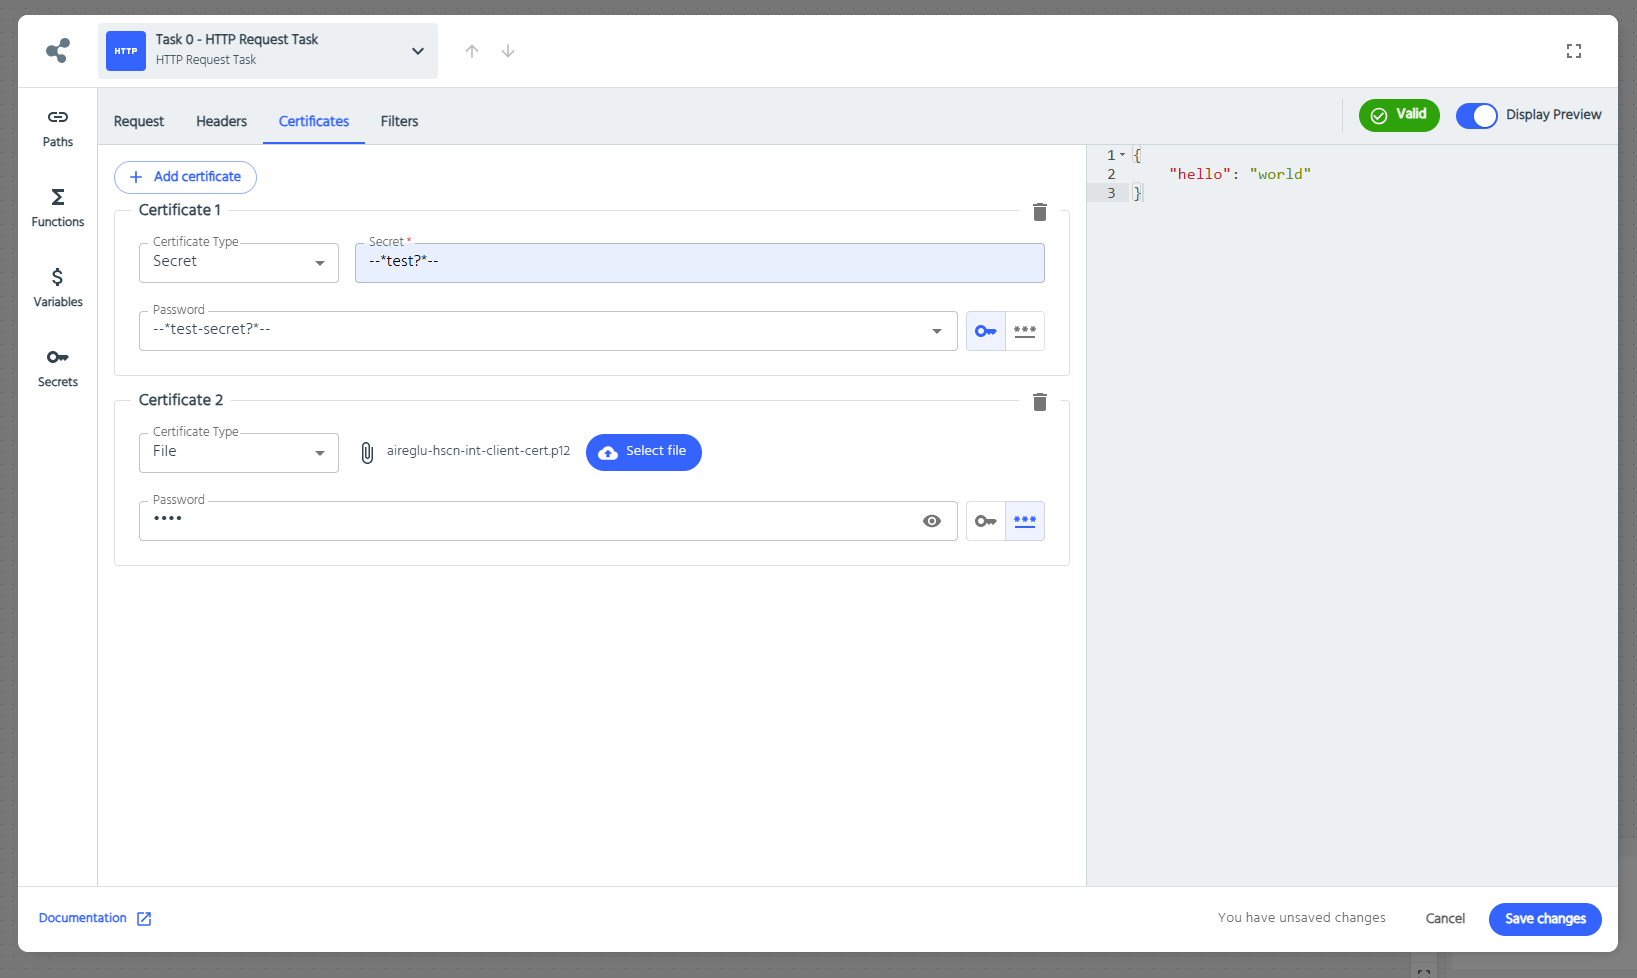 HTTP
Task 0 - HTTP Request Task
HTTP Request Task
Paths
Functions
Variables
Secrets
Request Headers Certificates Filters
Valid
Display Preview
Add certificate
Certificate 1
Certificate Type
Secret
Secret *
--*test?*--
Password
--*test-secret?*--
***
Certificate 2
Certificate Type
File
aireglu-hscn-int-client-cert.p12
Select file
Password
••••
***
1 {
2 "hello": "world"
3 }
Documentation
You have unsaved changes
Cancel
Save changes